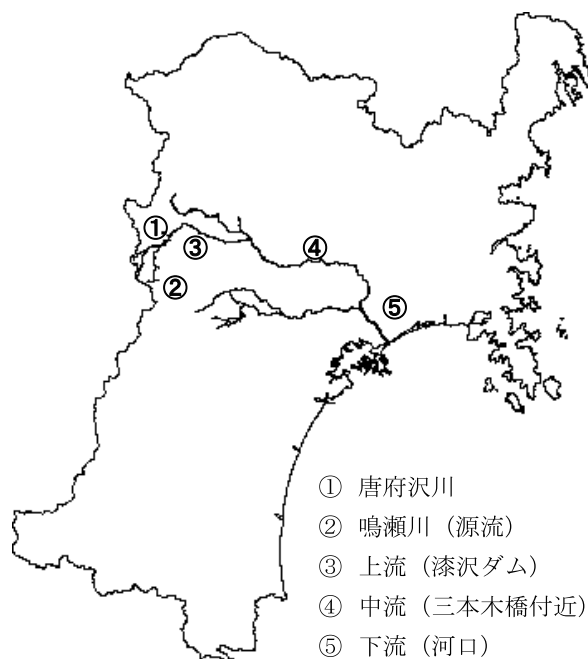 ①
③
④
②
⑤
① 唐府沢川
② 鳴瀬川（源流）
③ 上流（漆沢ダム）
④ 中流（三本木橋付近）
⑤ 下流（河口）